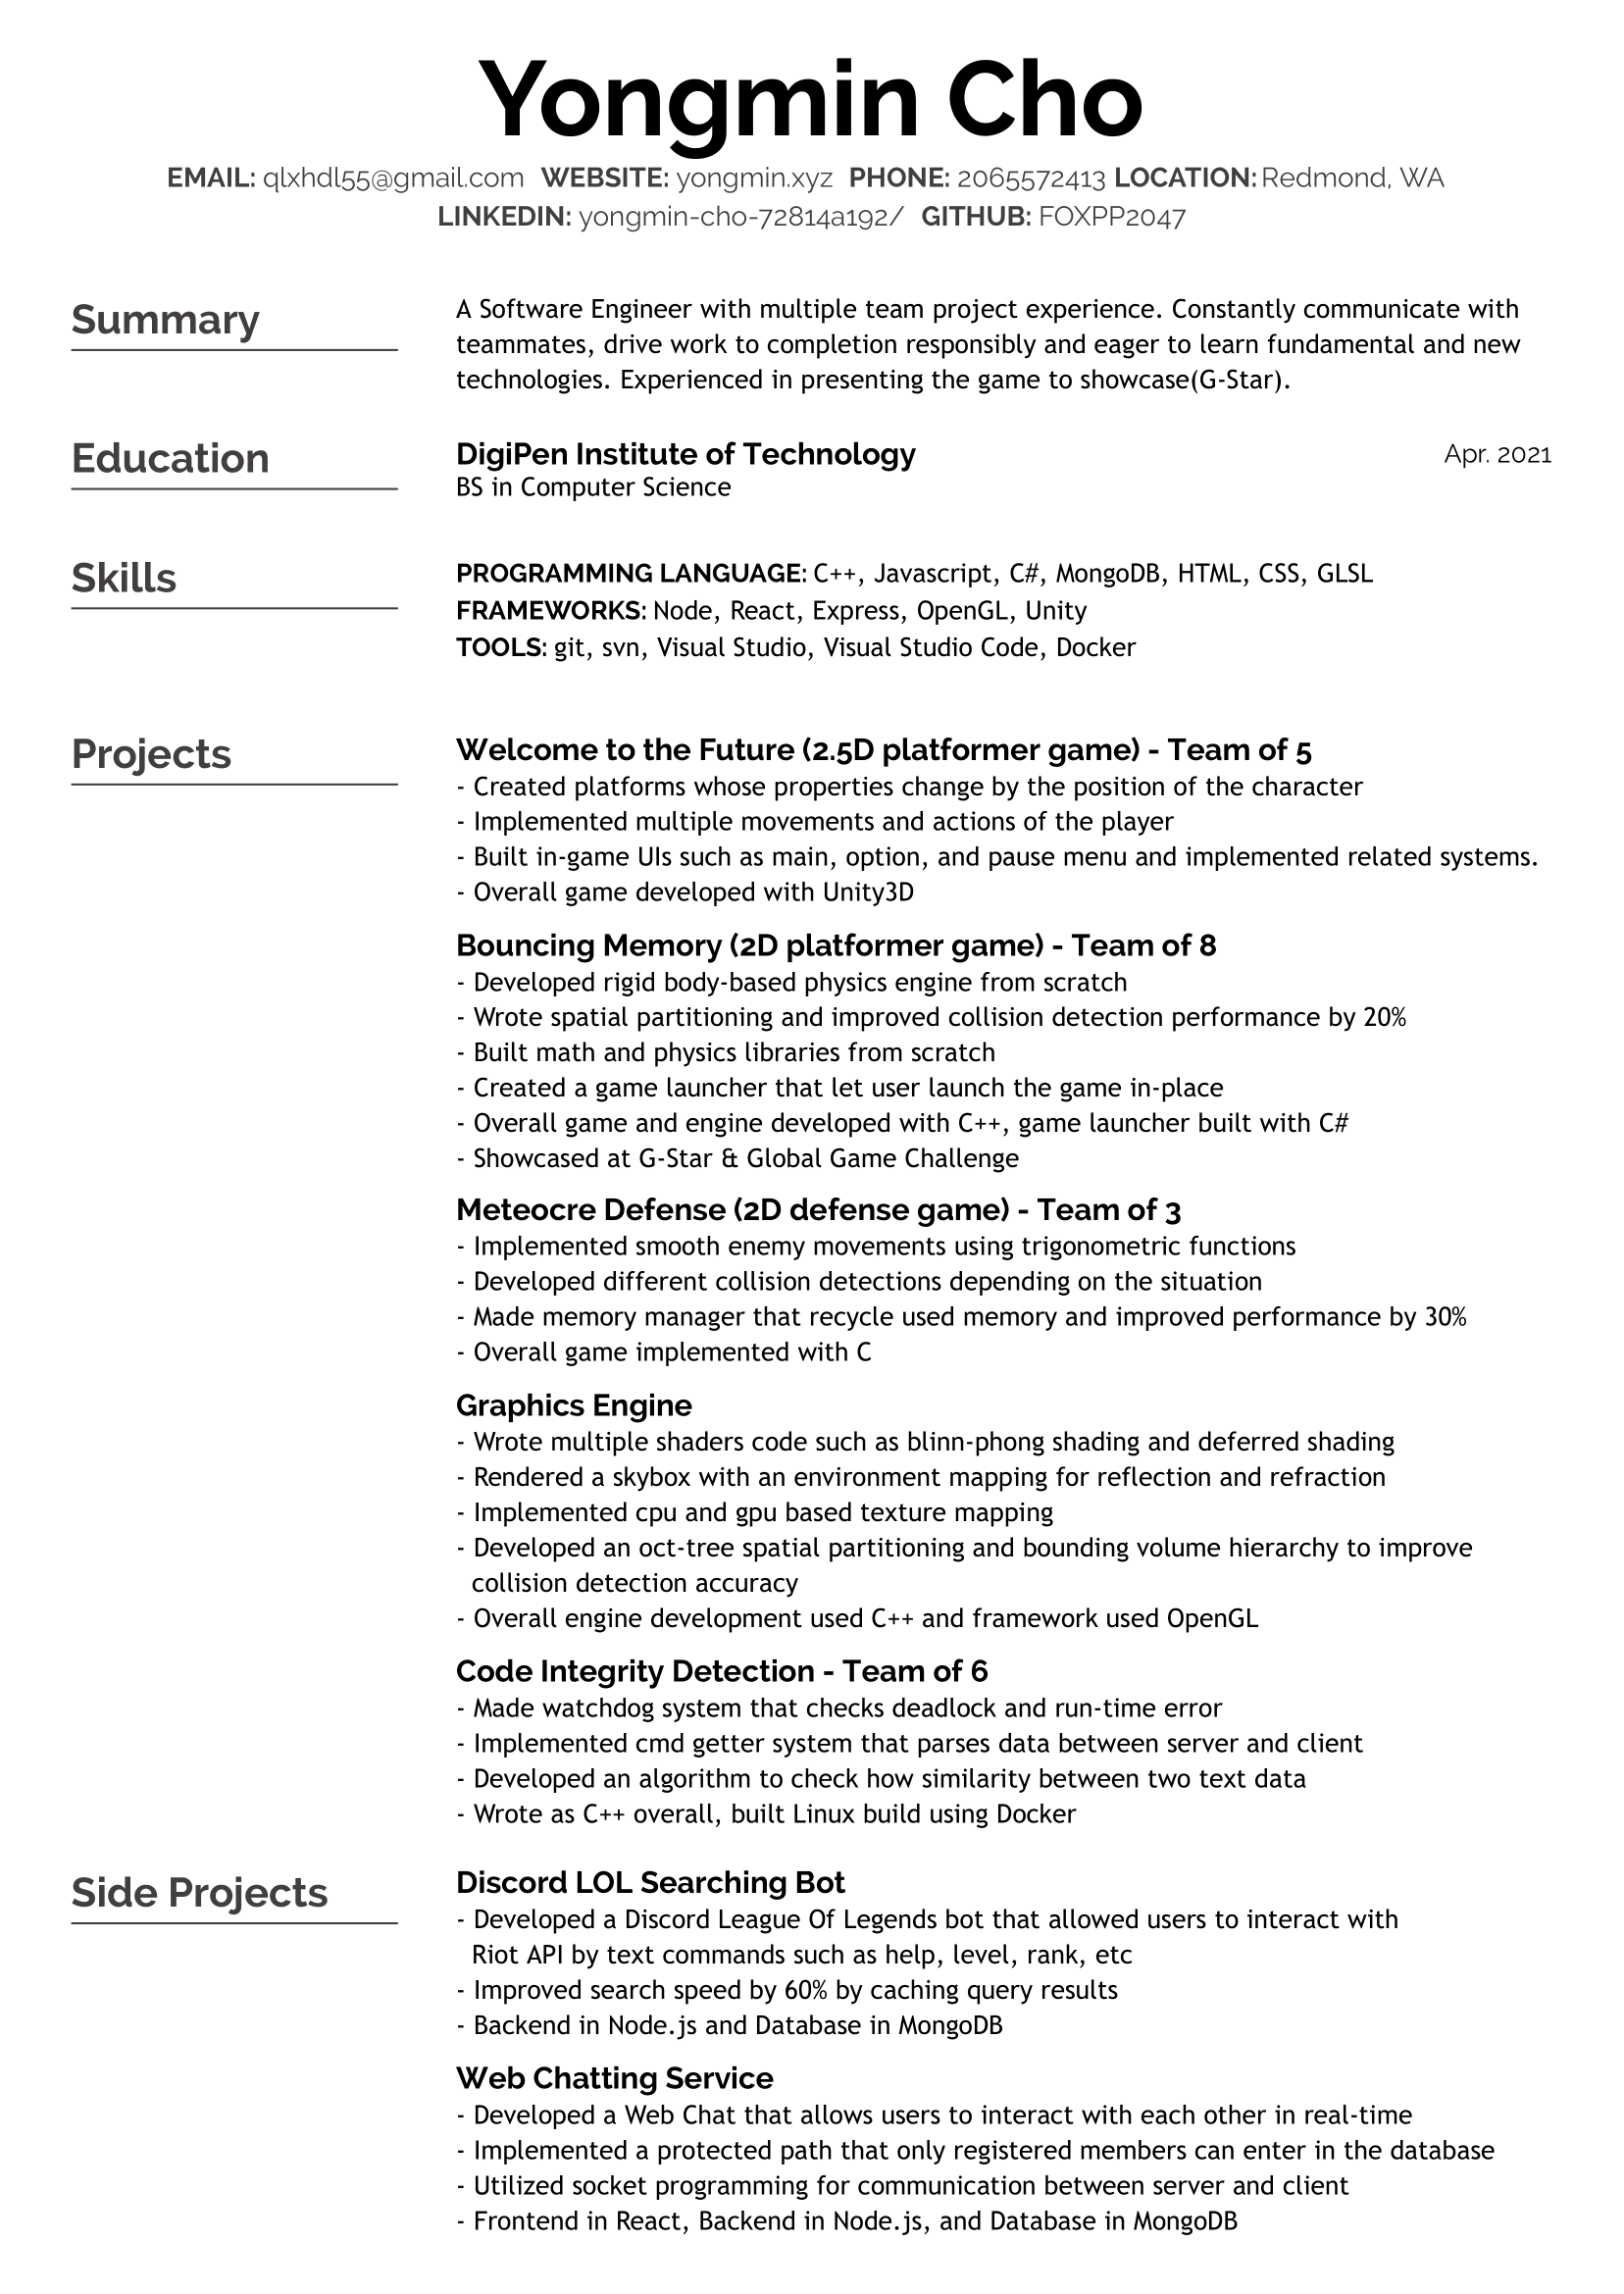 Yongmin Cho
EMAIL: qlxhdl55@gmail.com WEBSITE: yongmin.xyz PHONE: 2065572413 LOCATION: Redmond, WA
LINKEDIN: yongmin-cho-72814a192/ GITHUB: FOXPP2047
Summary
A Software Engineer with multiple team project experience. Constantly communicate with
teammates, drive work to completion responsibly and eager to learn fundamental and new
technologies. Experienced in presenting the game to showcase(G-Star).
Education
DigiPen Institute of Technology Apr. 2021
BS in Computer Science
Skills
PROGRAMMING LANGUAGE: C++, Javascript, C#, MongoDB, HTML, CSS, GLSL
FRAMEWORKS: Node, React, Express, OpenGL, Unity
TOOLS: git, svn, Visual Studio, Visual Studio Code, Docker
Projects
Welcome to the Future (2.5D platformer game) - Team of 5
- Created platforms whose properties change by the position of the character
- Implemented multiple movements and actions of the player
- Built in-game UIs such as main, option, and pause menu and implemented related systems.
- Overall game developed with Unity3D
Bouncing Memory (2D platformer game) - Team of 8
- Developed rigid body-based physics engine from scratch
- Wrote spatial partitioning and improved collision detection performance by 20%
- Built math and physics libraries from scratch
- Created a game launcher that let user launch the game in-place
- Overall game and engine developed with C++, game launcher built with C#
- Showcased at G-Star & Global Game Challenge
Meteocre Defense (2D defense game) - Team of 3
- Implemented smooth enemy movements using trigonometric functions
- Developed different collision detections depending on the situation
- Made memory manager that recycle used memory and improved performance by 30%
- Overall game implemented with C
Graphics Engine
- Wrote multiple shaders code such as blinn-phong shading and deferred shading
- Rendered a skybox with an environment mapping for reflection and refraction
- Implemented cpu and gpu based texture mapping
- Developed an oct-tree spatial partitioning and bounding volume hierarchy to improve
collision detection accuracy
- Overall engine development used C++ and framework used OpenGL
Code Integrity Detection - Team of 6
- Made watchdog system that checks deadlock and run-time error
- Implemented cmd getter system that parses data between server and client
- Developed an algorithm to check how similarity between two text data
- Wrote as C++ overall, built Linux build using Docker
Side Projects
Discord LOL Searching Bot
- Developed a Discord League Of Legends bot that allowed users to interact with
Riot API by text commands such as help, level, rank, etc
- Improved search speed by 60% by caching query results
- Backend in Node.js and Database in MongoDB
Web Chatting Service
- Developed a Web Chat that allows users to interact with each other in real-time
- Implemented a protected path that only registered members can enter in the database
- Utilized socket programming for communication between server and client
- Frontend in React, Backend in Node.js, and Database in MongoDB